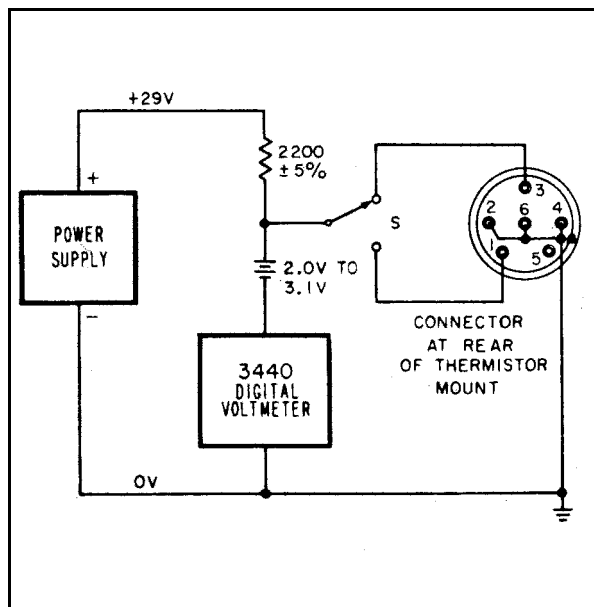 +29V
2200
±5%
+
POWER
SUPPLY
−
S
2.0V TO
3.1V
3440
DIGITAL
VOLTMETER
3
2
6
4
1
5
CONNECTOR
AT REAR
OF THERMISTOR
MOUNT
0V